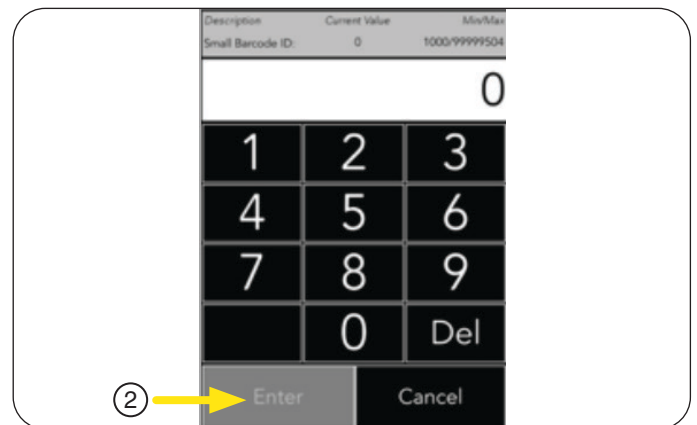 Description Current Value Min/Max
Small Barcode ID: 0 1000/99999504
0
1 2 3
4 5 6
7 8 9
0 Del
2 Enter Cancel